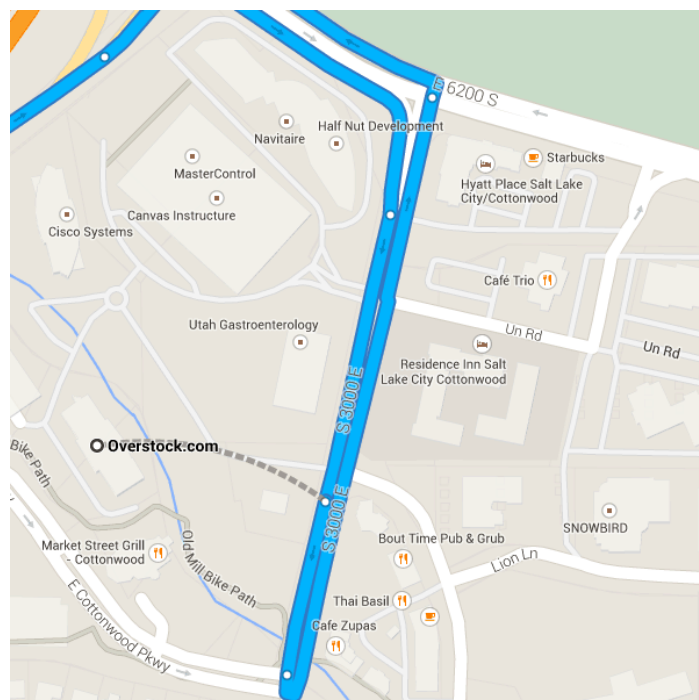 E 6200 S
Navitaire
Half Nut Development
MasterControl
Starbucks
Hyatt Place Salt Lake
City/Cottonwood
Canvas Instructure
Cisco Systems
Café Trio
Utah Gastroenterology
Un Rd
Un Rd
Residence Inn Salt
Lake City Cottonwood
S 3000 E
Overstock.com
Bike Path
S 3000 E
SNOWBIRD
Market Street Grill
- Cottonwood
Old Mill Bike Path
Bout Time Pub & Grub
Lion Ln
E Cottonwood Pkwy
Thai Basil
Cafe Zupas